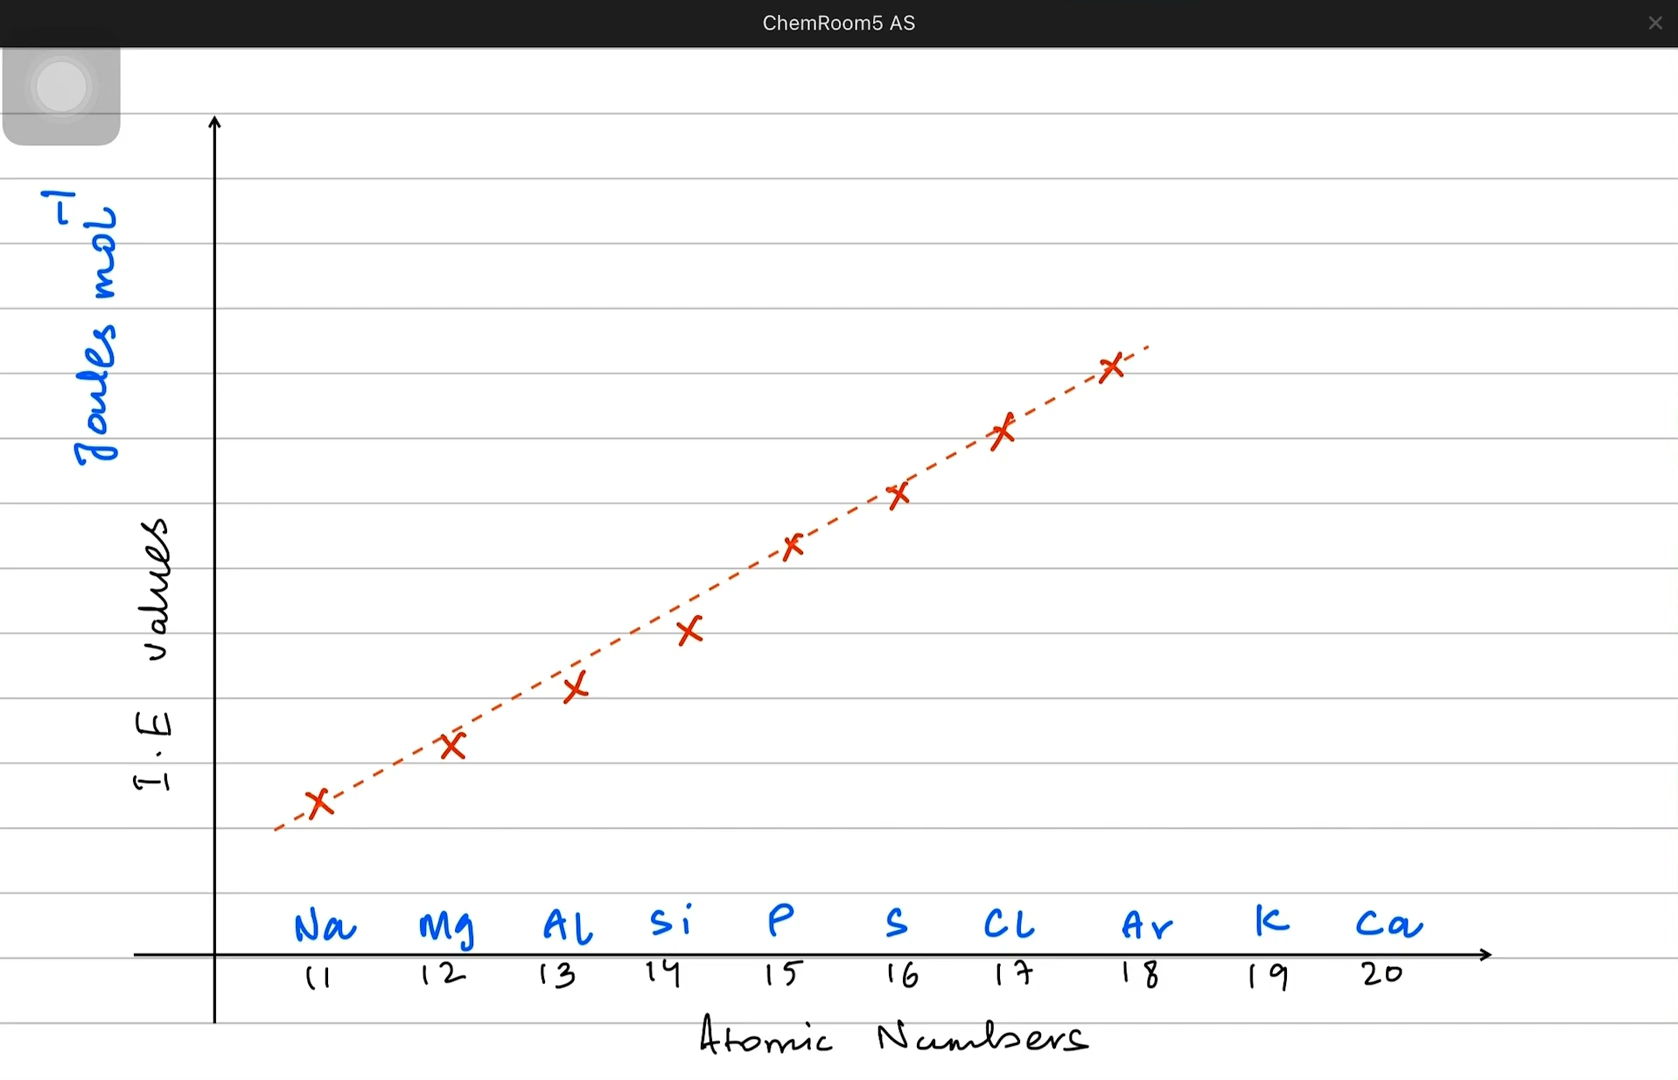 ChemRoom5 AS
Joules mol⁻¹
I.E values
Na Mg Al Si P S Cl Ar K Ca
11 12 13 14 15 16 17 18 19 20
Atomic Numbers